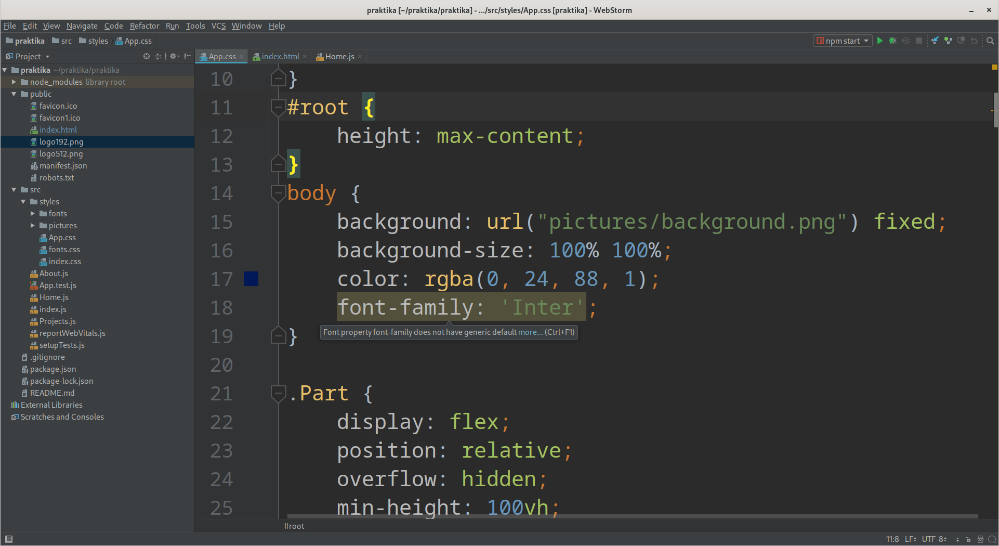 praktika [~/praktika/praktika] - .../src/styles/App.css [praktika] - WebStorm
File Edit View Navigate Code Refactor Run Tools VCS Window Help
praktika src styles App.css npm start
Project
App.css index.html Home.js
praktika ~/praktika/praktika
node_modules library root
public
favicon.ico
favicon1.ico
index.html
logo192.png
logo512.png
manifest.json
robots.txt
src
styles
fonts
pictures
App.css
fonts.css
index.css
About.js
App.test.js
Home.js
index.js
Projects.js
reportWebVitals.js
setupTests.js
.gitignore
package.json
package-lock.json
README.md
External Libraries
Scratches and Consoles
10 }
11 #root {
12 height: max-content;
13 }
14 body {
15 background: url("pictures/background.png") fixed;
16 background-size: 100% 100%;
17 color: rgba(0, 24, 88, 1);
18 font-family: 'Inter';
Font property font-family does not have generic default more... (Ctrl+F1)
19 }
20
21 .Part {
22 display: flex;
23 position: relative;
24 overflow: hidden;
25 min-height: 100vh;
#root
11:8 LF UTF-8